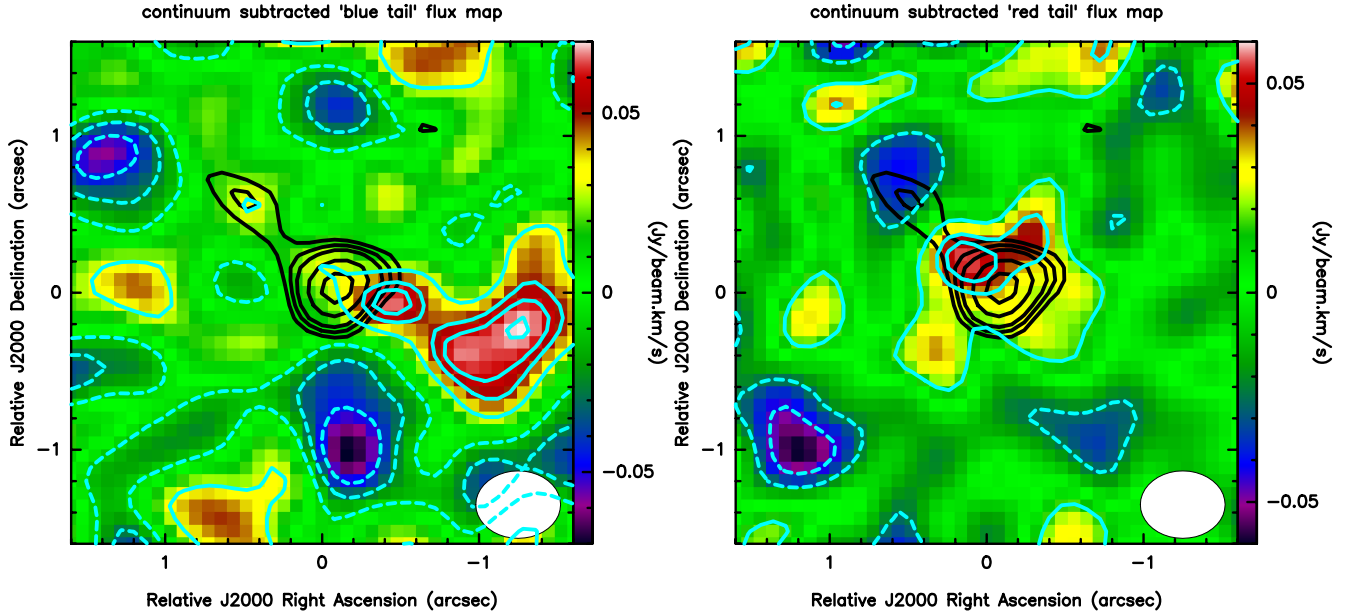 continuum subtracted 'blue tail' flux map
continuum subtracted 'red tail' flux map
0.05
0
−0.05
(Jy/beam.km/s)
0.05
0
−0.05
(Jy/beam.km/s)
Relative J2000 Declination (arcsec)
1
0
−1
Relative J2000 Declination (arcsec)
1
0
−1
1
0
−1
1
0
−1
Relative J2000 Right Ascension (arcsec)
Relative J2000 Right Ascension (arcsec)